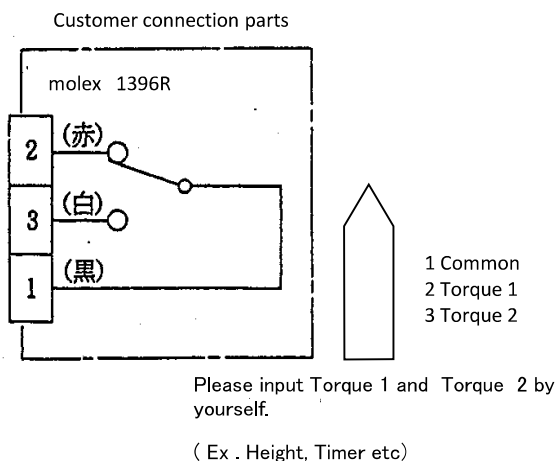 Customer connection parts
molex 1396R
2 (赤)
3 (白)
1 (黒)
1 Common
2 Torque 1
3 Torque 2
Please input Torque 1 and Torque 2 by
yourself.
( Ex . Height, Timer etc)